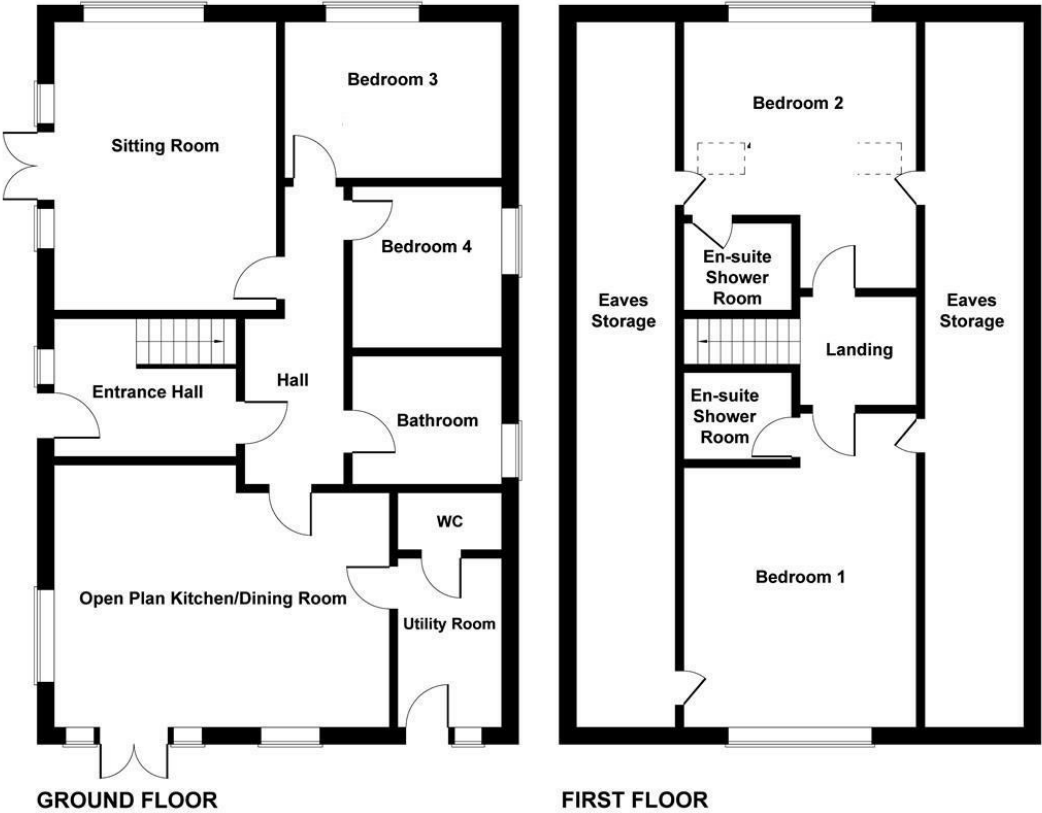 Bedroom 3
Sitting Room
Bedroom 4
Entrance Hall
Hall
Bathroom
WC
Open Plan Kitchen/Dining Room
Utility Room
GROUND FLOOR
Bedroom 2
En-suite
Shower
Room
Eaves
Storage
Eaves
Storage
Landing
En-suite
Shower
Room
Bedroom 1
FIRST FLOOR